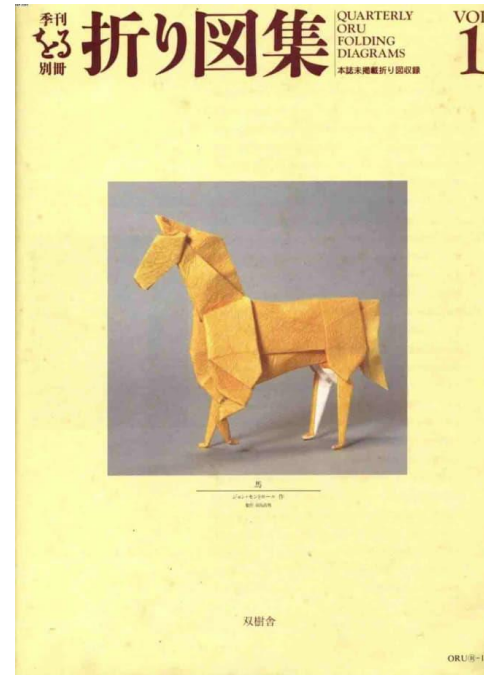 季刊
をる
別冊
折り図集
QUARTERLY
ORU
FOLDING
DIAGRAMS
本誌未掲載折り図収録
VOL
1
馬
ジョン・モントロール 作
双樹舎